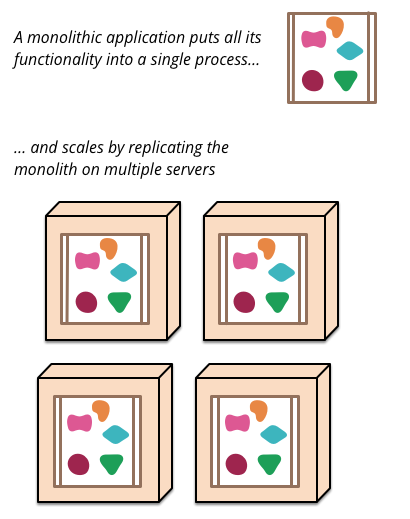 A monolithic application puts all its
functionality into a single process...
... and scales by replicating the
monolith on multiple servers